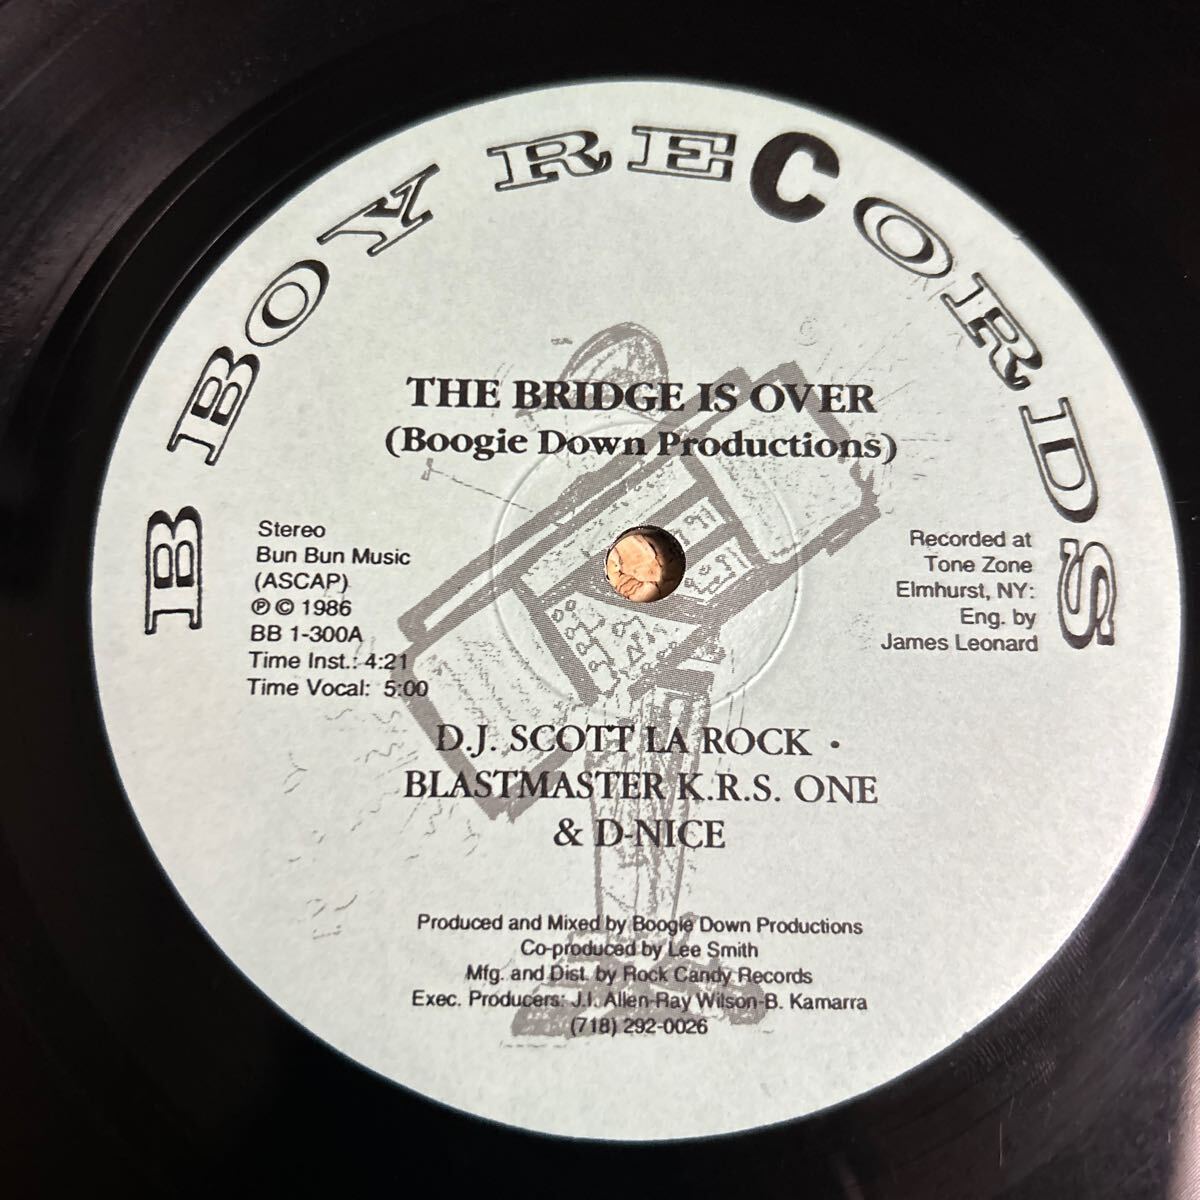 B BOY RECORDS
THE BRIDGE IS OVER
(Boogie Down Productions)
Stereo
Bun Bun Music
(ASCAP)
℗ © 1986
BB 1-300A
Time Inst.: 4:21
Time Vocal: 5:00
Recorded at
Tone Zone
Elmhurst, NY:
Eng. by
James Leonard
D.J. SCOTT LA ROCK •
BLASTMASTER K.R.S. ONE
& D-NICE
Produced and Mixed by Boogie Down Productions
Co-produced by Lee Smith
Mfg. and Dist. by Rock Candy Records
Exec. Producers: J.I. Allen-Ray Wilson-B. Kamarra
(718) 292-0026